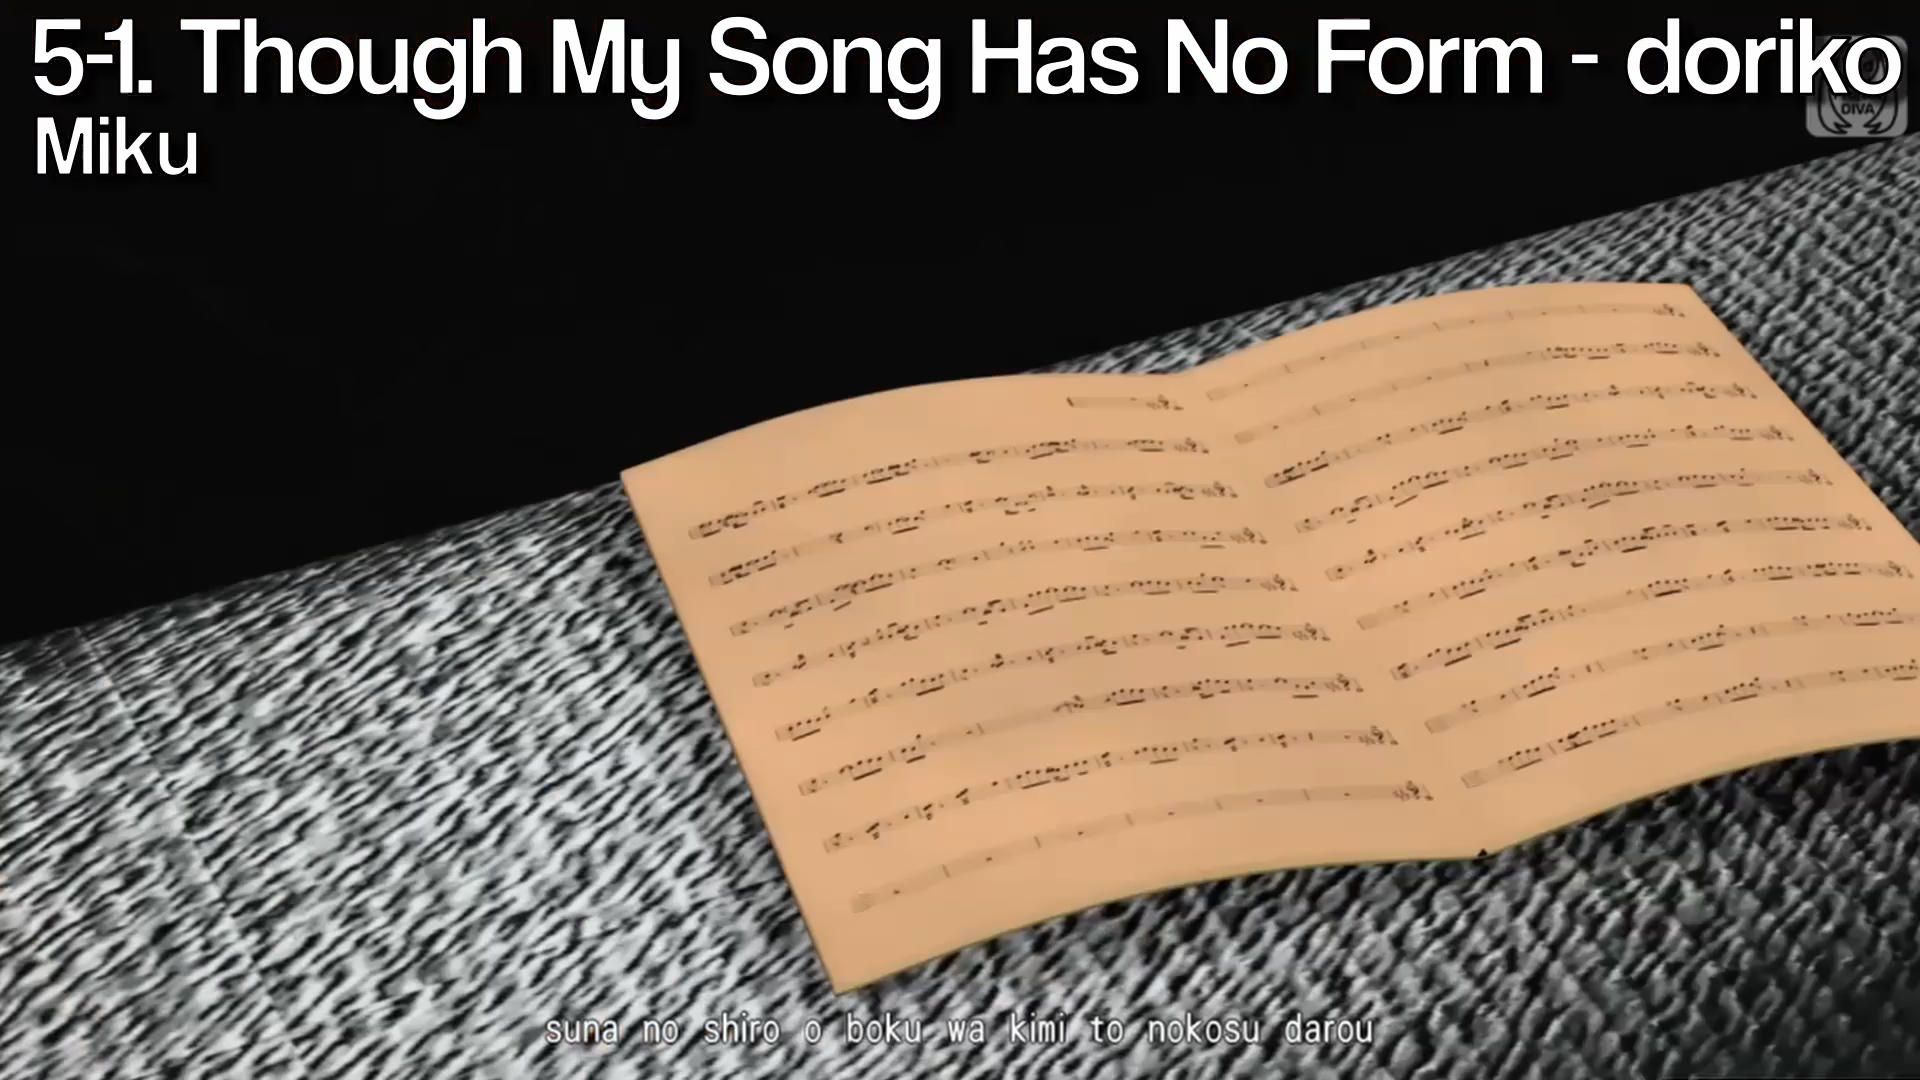 5-1. Though My Song Has No Form - doriko
Miku
DIVA
suna no shiro o boku wa kimi to nokosu darou